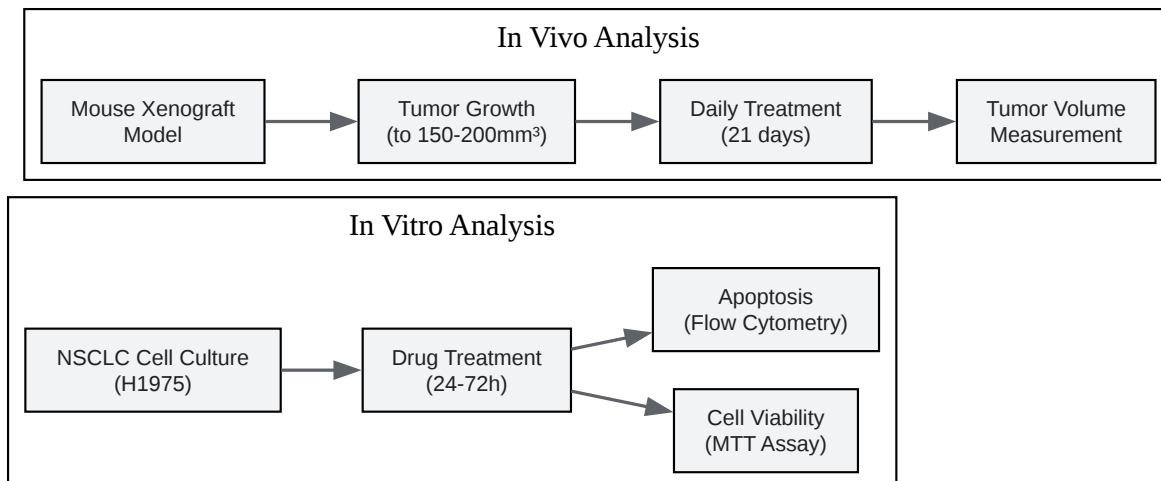 In Vivo Analysis
Mouse Xenograft
Model
Tumor Growth
(to 150-200mm³)
Daily Treatment
(21 days)
Tumor Volume
Measurement
In Vitro Analysis
NSCLC Cell Culture
(H1975)
Drug Treatment
(24-72h)
Apoptosis
(Flow Cytometry)
Cell Viability
(MTT Assay)